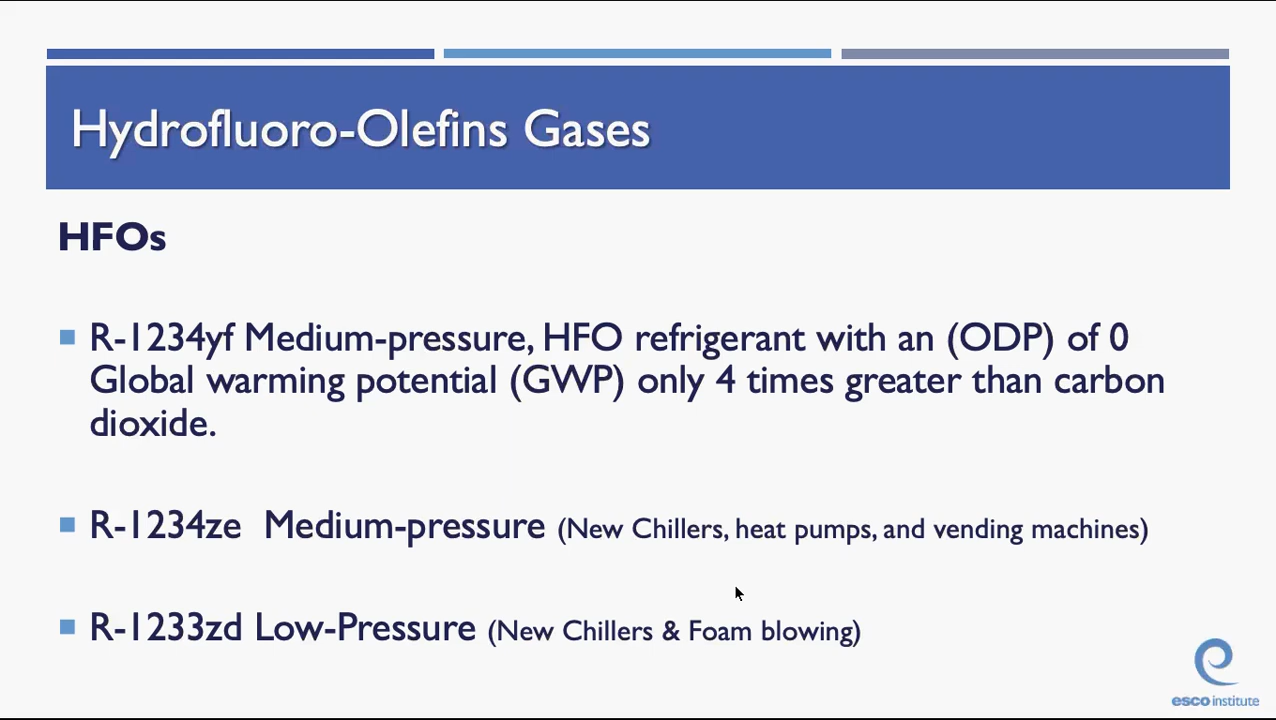 Hydrofluoro-Olefins Gases
HFOs
R-1234yf Medium-pressure, HFO refrigerant with an (ODP) of 0
Global warming potential (GWP) only 4 times greater than carbon
dioxide.
R-1234ze Medium-pressure (New Chillers, heat pumps, and vending machines)
R-1233zd Low-Pressure (New Chillers & Foam blowing)
esco institute